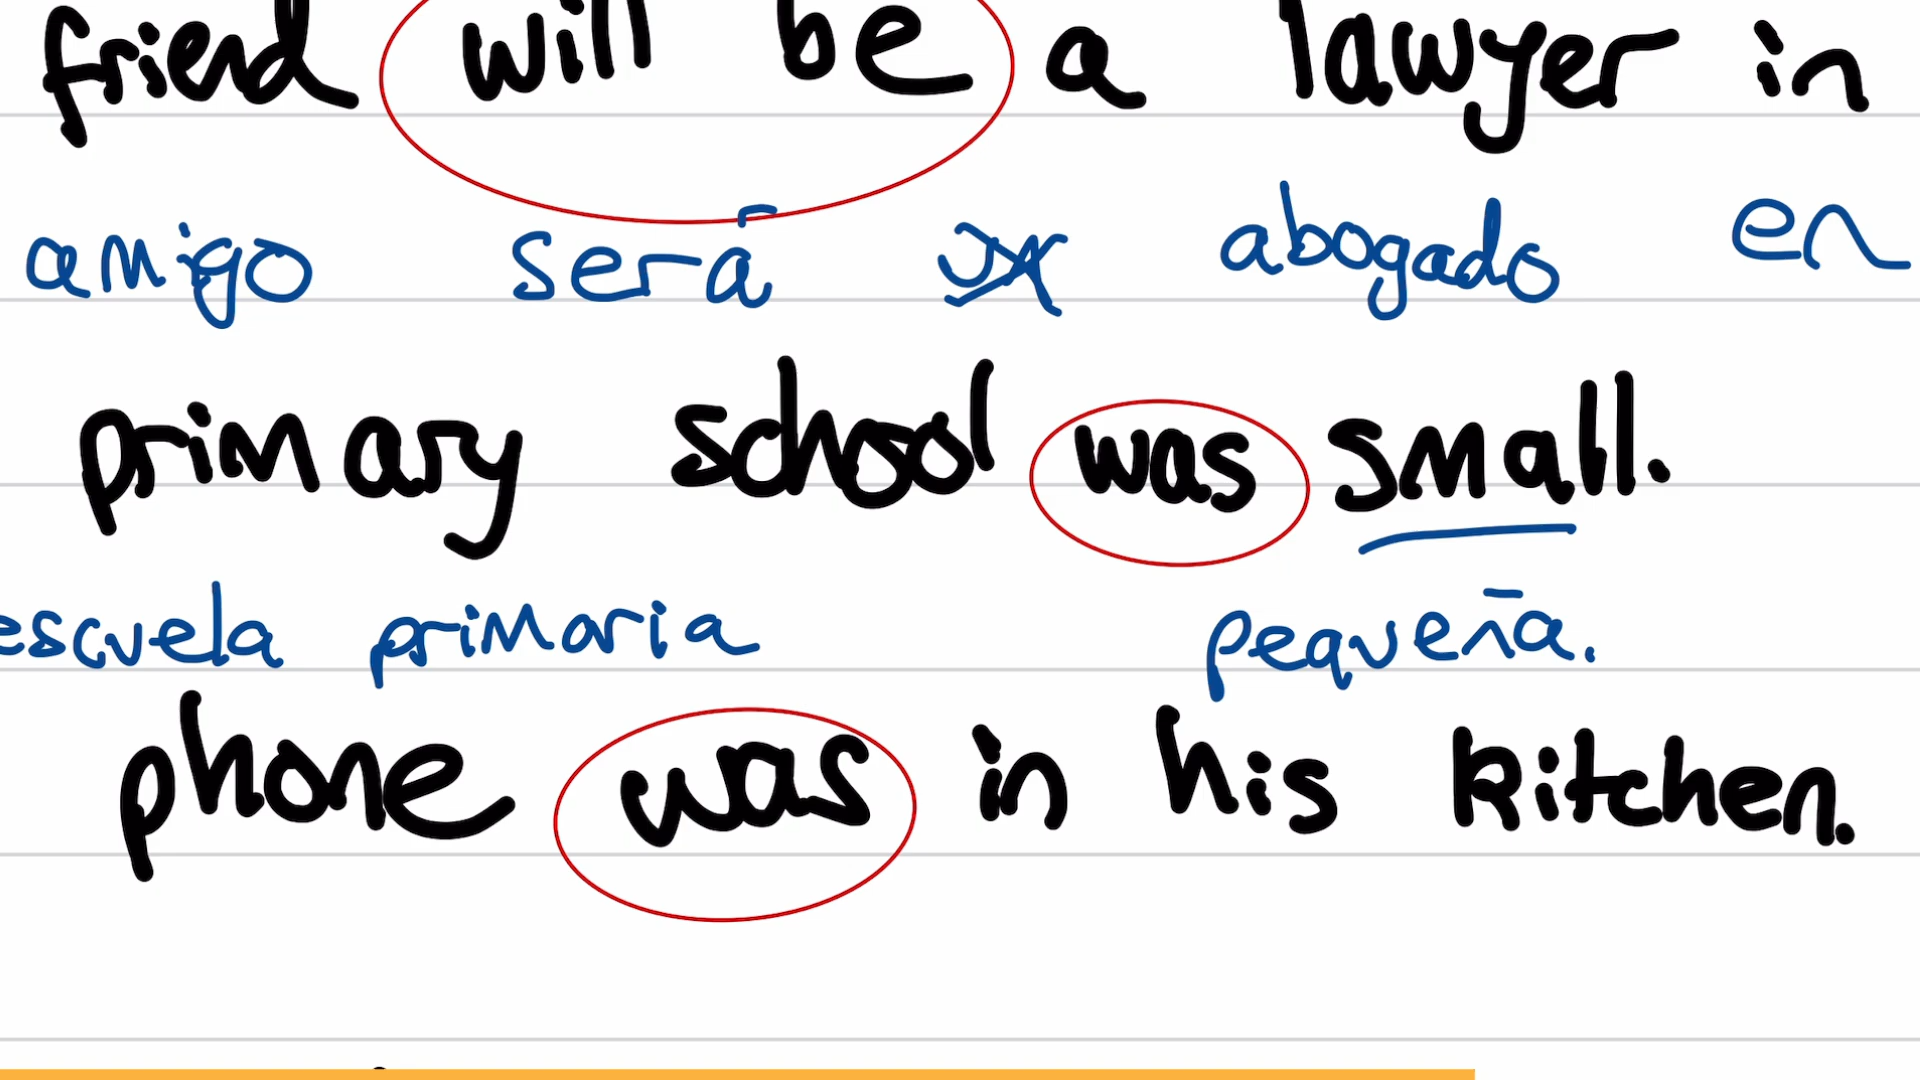 friend will be a lawyer in
amigo será abogado en
primary school was small.
escuela primaria pequeña.
phone was in his kitchen.